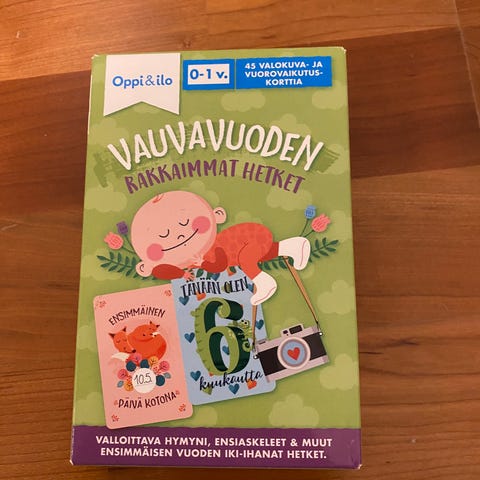 Oppi&ilo
0-1 v.
45 VALOKUVA- JA
VUOROVAIKUTUS-
KORTTIA
VAUVAVUODEN
RAKKAIMMAT HETKET
ENSIMMÄINEN
10.5
PÄIVÄ KOTONA
TÄNÄÄN OLEN
6
kuukautta
VALLOITTAVA HYMYNI, ENSIASKELEET & MUUT
ENSIMMÄISEN VUODEN IKI-IHANAT HETKET.